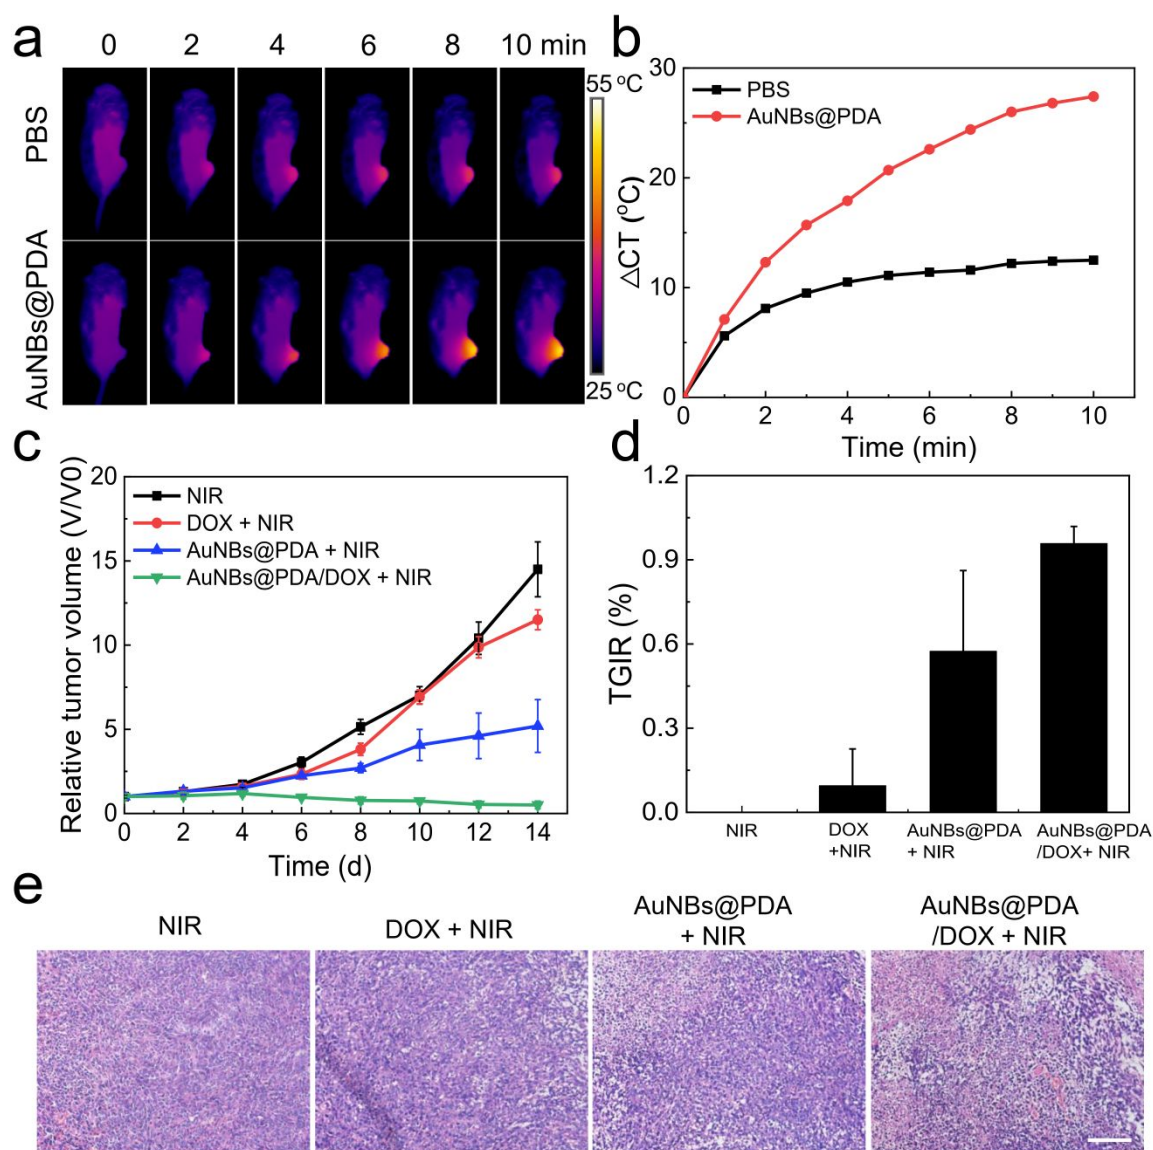 a
0 2 4 6 8 10 min
PBS
AuNBs@PDA
55 °C
25 °C
b
30
20
10
0
ΔCT (°C)
PBS
AuNBs@PDA
0 2 4 6 8 10
Time (min)
c
20
15
10
5
0
Relative tumor volume (V/V0)
NIR
DOX + NIR
AuNBs@PDA + NIR
AuNBs@PDA/DOX + NIR
0 2 4 6 8 10 12 14
Time (d)
d
1.2
0.9
0.6
0.3
0.0
TGIR (%)
NIR
DOX
+NIR
AuNBs@PDA
+ NIR
AuNBs@PDA
/DOX+ NIR
e
NIR
DOX + NIR
AuNBs@PDA
+ NIR
AuNBs@PDA
/DOX + NIR